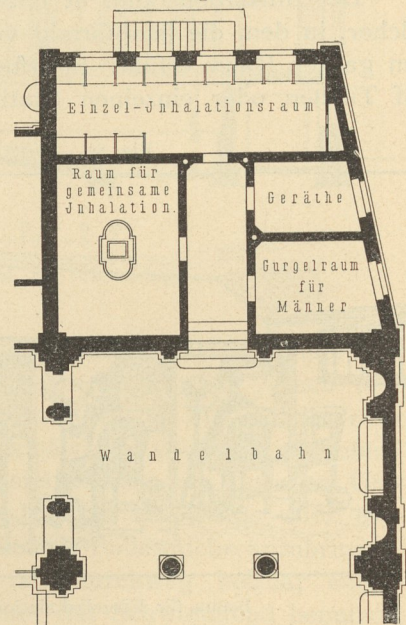 Einzel-Jnhalationsraum
Raum für
gemeinsame
Jnhalation.
Geräthe
Gurgelraum
für
Männer
Wandelbahn